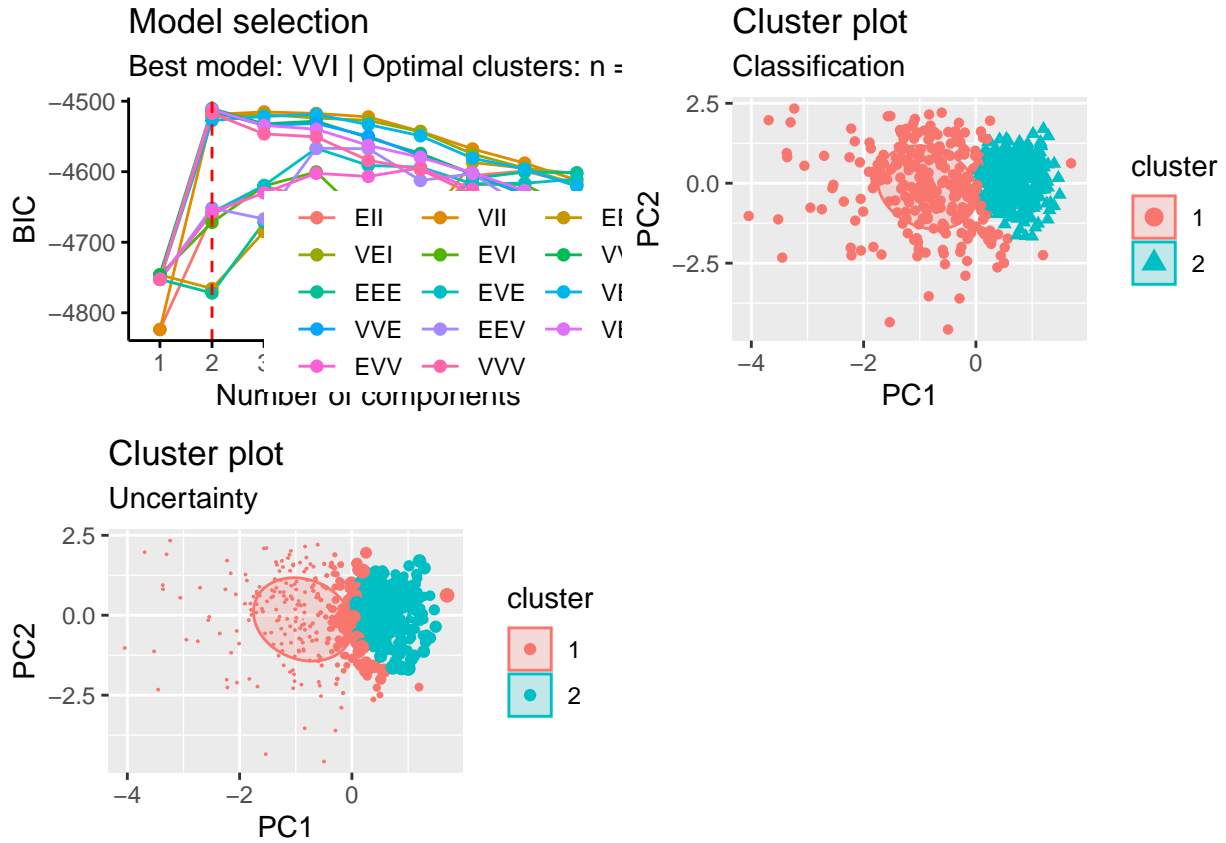 Model selection
Best model: VVI | Optimal clusters: n =
−4500
−4600
−4700
−4800
BIC
1 2
Number of components
EII VII
VEI EVI
EEE EVE
VVE EEV
EVV VVV
Cluster plot
Classification
2.5
0.0
−2.5
PC2
−4 −2 0
PC1
cluster
1
2
Cluster plot
Uncertainty
2.5
0.0
−2.5
PC2
−4 −2 0
PC1
cluster
1
2